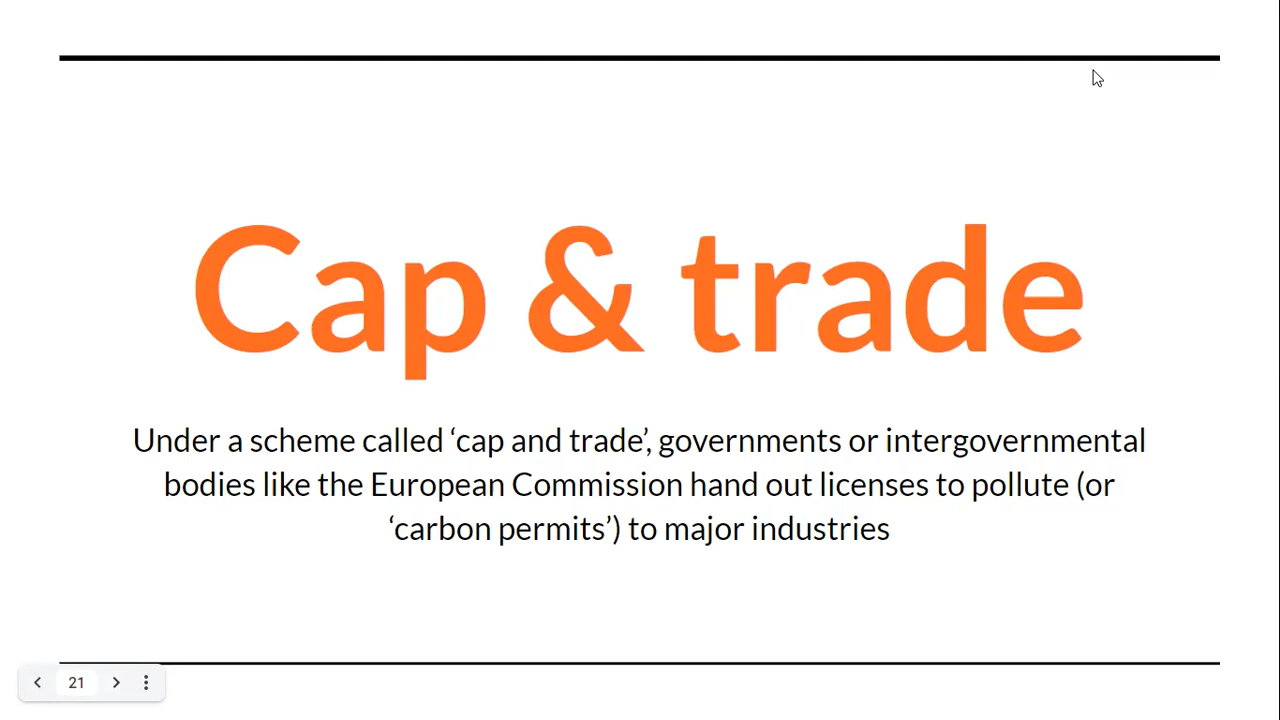 Cap & trade
Under a scheme called ‘cap and trade’, governments or intergovernmental
bodies like the European Commission hand out licenses to pollute (or
‘carbon permits’) to major industries
21